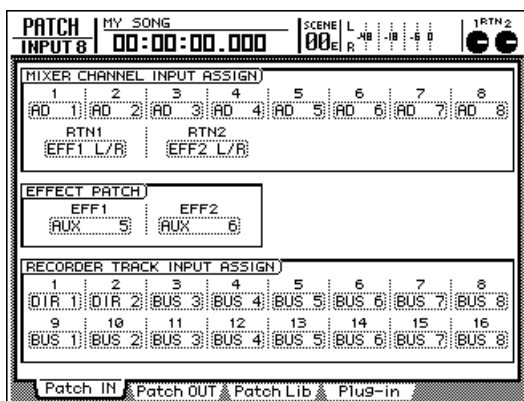 PATCH MY SONG SCENE L -48 -18 -6 0 1 RTN 2
INPUT 8 00:00:00.000 00E R
MIXER CHANNEL INPUT ASSIGN
1 2 3 4 5 6 7 8
AD 1 AD 2 AD 3 AD 4 AD 5 AD 6 AD 7 AD 8
RTN1 RTN2
EFF1 L/R EFF2 L/R
EFFECT PATCH
EFF1 EFF2
AUX 5 AUX 6
RECORDER TRACK INPUT ASSIGN
1 2 3 4 5 6 7 8
DIR 1 DIR 2 BUS 3 BUS 4 BUS 5 BUS 6 BUS 7 BUS 8
9 10 11 12 13 14 15 16
BUS 1 BUS 2 BUS 3 BUS 4 BUS 5 BUS 6 BUS 7 BUS 8
Patch IN Patch OUT Patch Lib Plug-in